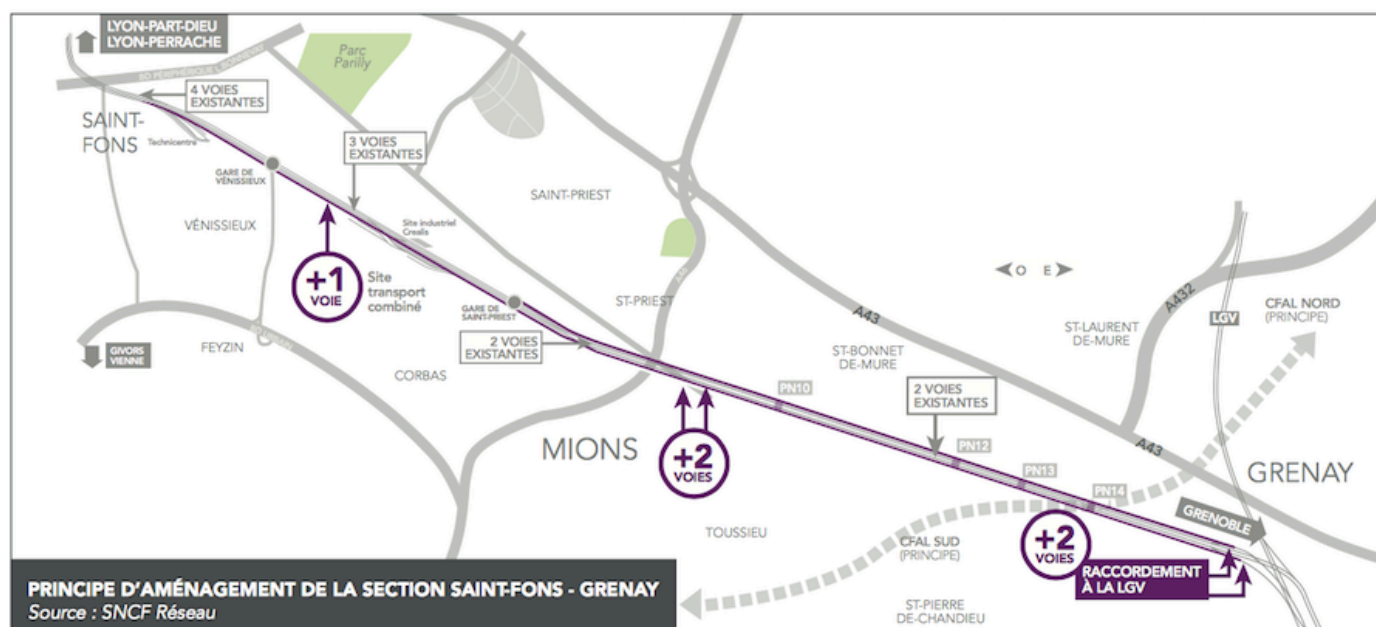 LYON-PART-DIEU
LYON-PERRACHE
BD PÉRIPHÉRIQUE L.BONNEVAY
Parc
Parilly
4 VOIES
EXISTANTES
SAINT-
FONS
Technicentre
3 VOIES
EXISTANTES
GARE DE
VÉNISSIEUX
SAINT-PRIEST
VÉNISSIEUX
Site industriel
+1
VOIE
Site
transport
combiné
O E
A43
A432
LGV
CFAL NORD
(PRINCIPE)
GARE DE
SAINT-PRIEST
ST-PRIEST
A46
ST-LAURENT
DE-MURE
GIVORS
VIENNE
FEYZIN
2 VOIES
EXISTANTES
CORBAS
ST-BONNET
DE-MURE
PN10
2 VOIES
EXISTANTES
MIONS
+2
VOIES
PN12
PN13
PN14
A43
GRENAY
GRENOBLE
TOUSSIEU
CFAL SUD
(PRINCIPE)
+2
VOIES
RACCORDEMENT
À LA LGV
ST-PIERRE
DE-CHANDIEU
PRINCIPE D'AMÉNAGEMENT DE LA SECTION SAINT-FONS - GRENAY
Source : SNCF Réseau